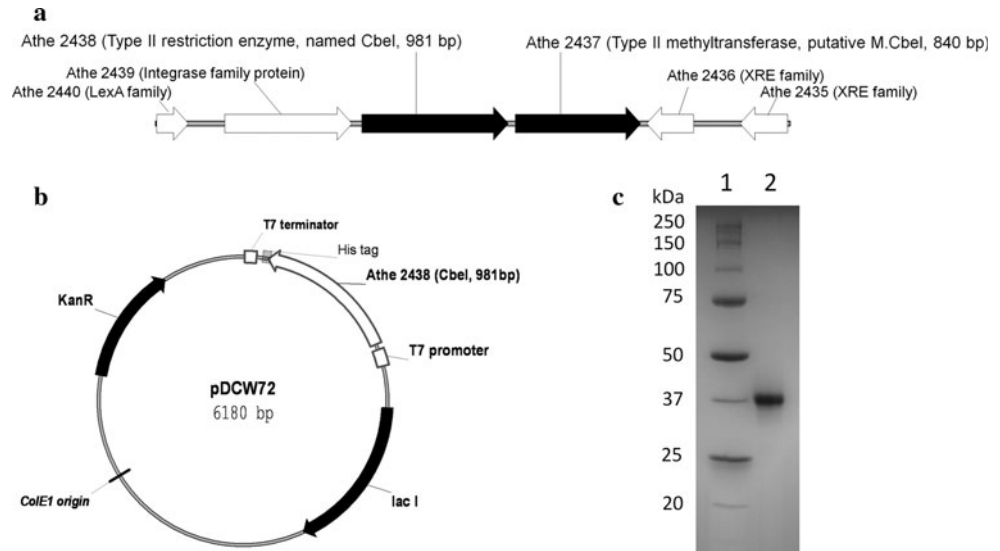 a
Athe 2438 (Type II restriction enzyme, named CbeI, 981 bp)
Athe 2437 (Type II methyltransferase, putative M.CbeI, 840 bp)
Athe 2439 (Integrase family protein)
Athe 2436 (XRE family)
Athe 2440 (LexA family)
Athe 2435 (XRE family)
b
T7 terminator
His tag
Athe 2438 (CbeI, 981bp)
KanR
T7 promoter
pDCW72
6180 bp
ColE1 origin
lac I
c
kDa
1 2
250
150
100
75
50
37
25
20